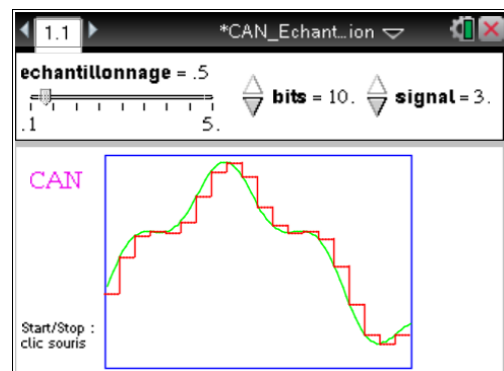 1.1 *CAN_Echant…ion
echantillonnage = .5
bits = 10. signal = 3.
.1 5.
CAN
Start/Stop :
clic souris